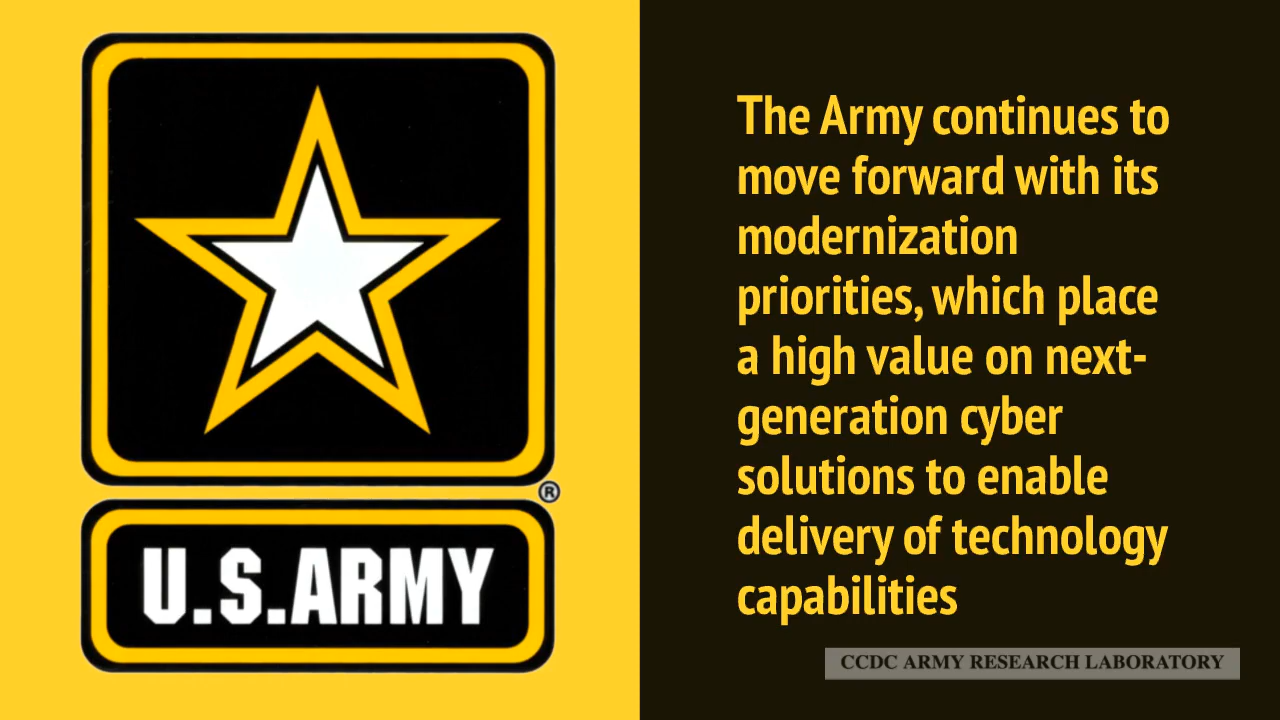 U.S.ARMY
®
The Army continues to
move forward with its
modernization
priorities, which place
a high value on next-
generation cyber
solutions to enable
delivery of technology
capabilities
CCDC ARMY RESEARCH LABORATORY